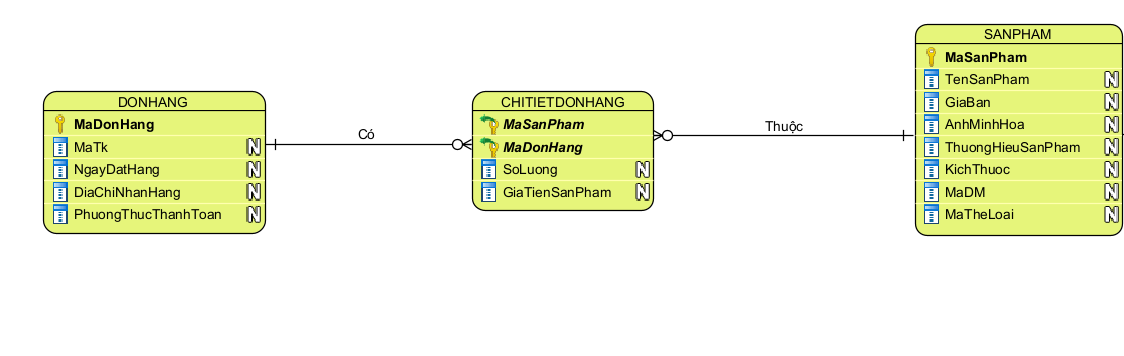 DONHANG
MaDonHang
MaTk N
NgayDatHang N
DiaChiNhanHang N
PhuongThucThanhToan N
Có
CHITIETDONHANG
MaSanPham
MaDonHang
SoLuong N
GiaTienSanPham N
Thuộc
SANPHAM
MaSanPham
TenSanPham N
GiaBan N
AnhMinhHoa N
ThuongHieuSanPham N
KichThuoc N
MaDM N
MaTheLoai N